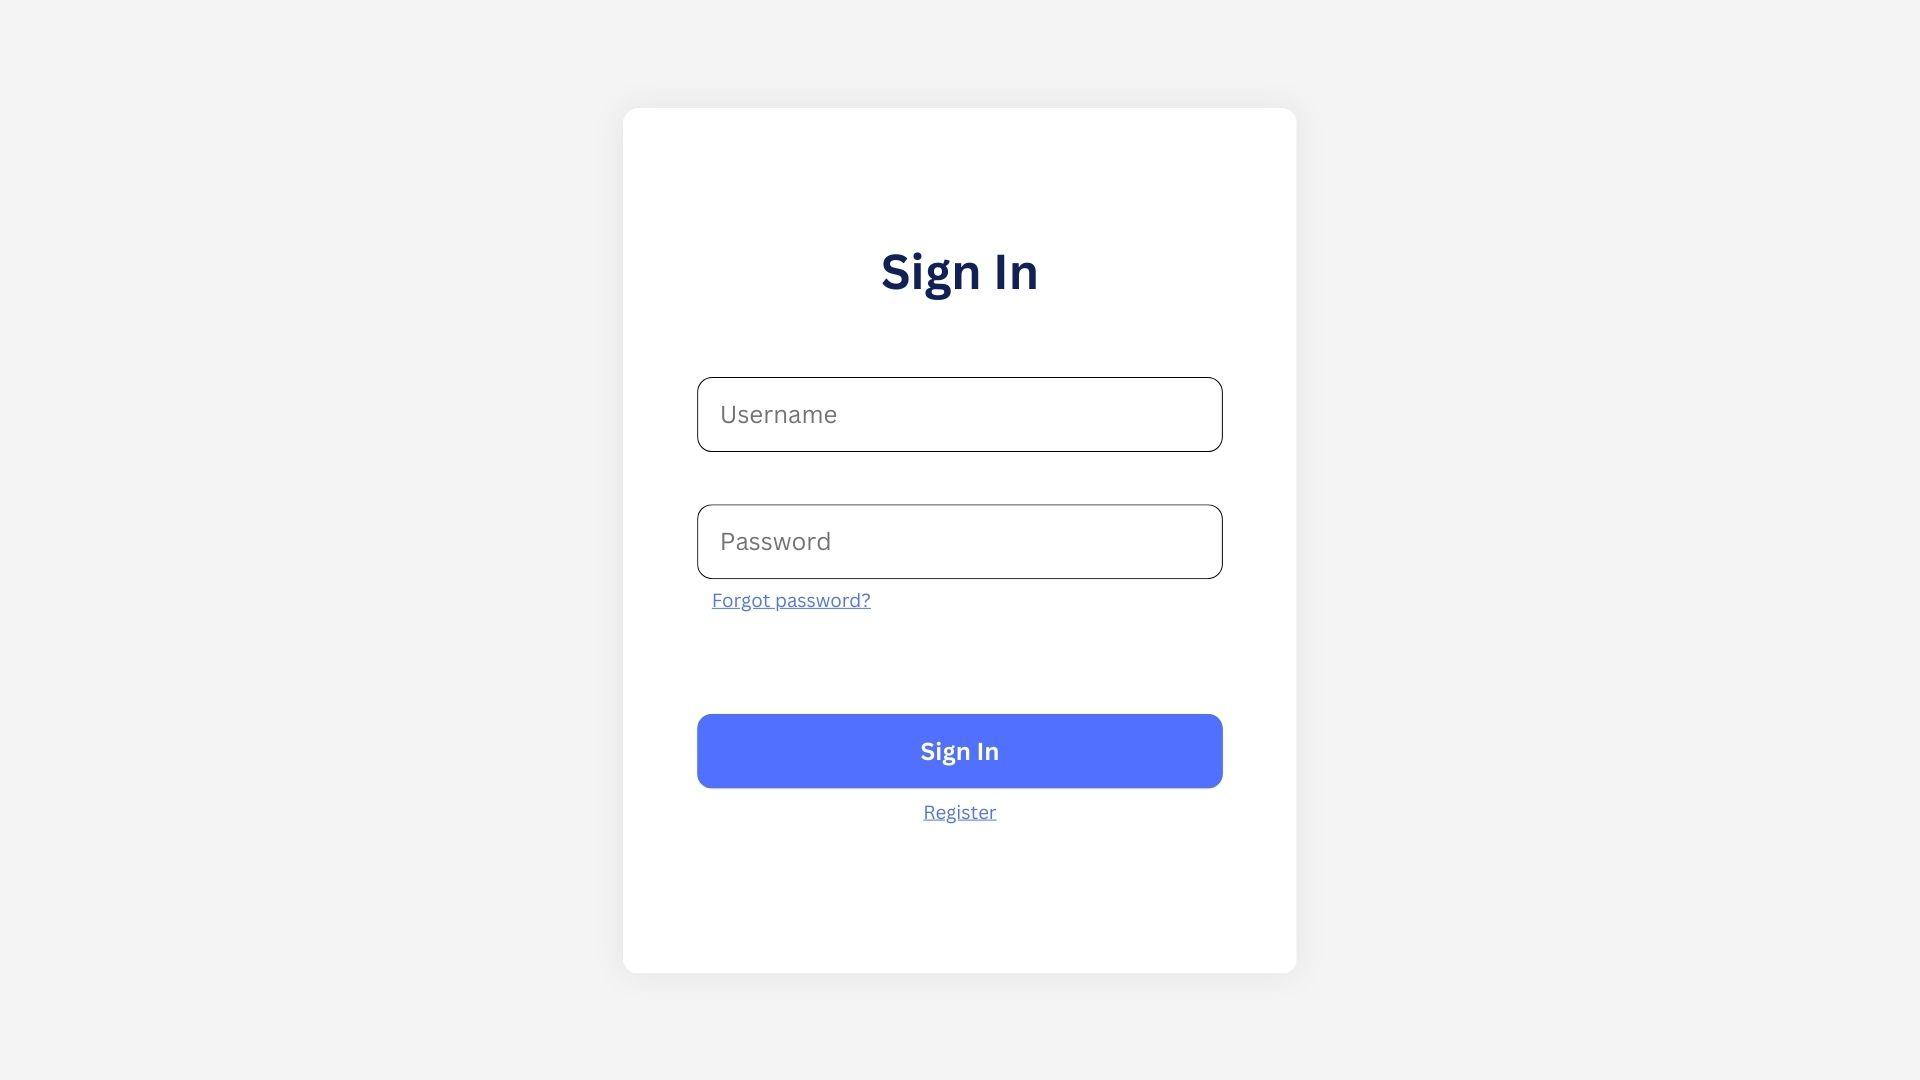 Sign In
Username
Password
Forgot password?
Sign In
Register